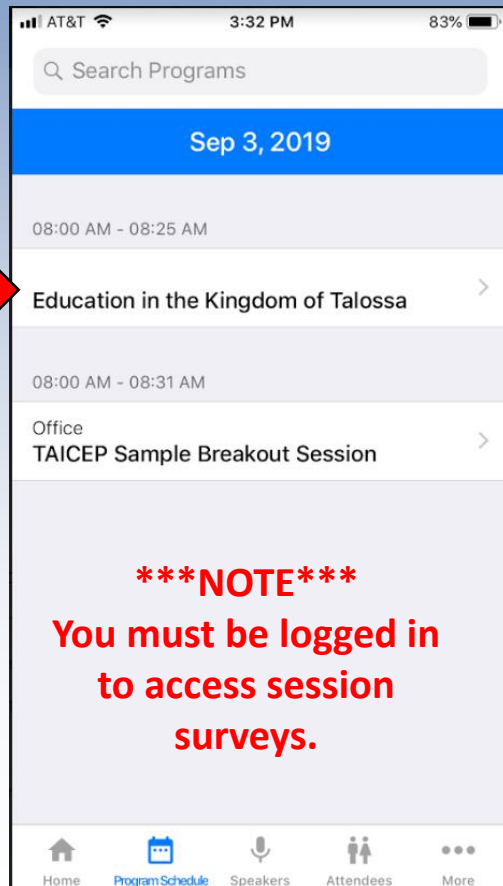 AT&T 3:32 PM 83%
Search Programs
Sep 3, 2019
08:00 AM - 08:25 AM
Education in the Kingdom of Talossa
08:00 AM - 08:31 AM
Office
TAICEP Sample Breakout Session
***NOTE***
You must be logged in
to access session
surveys.
Home Program Schedule Speakers Attendees More